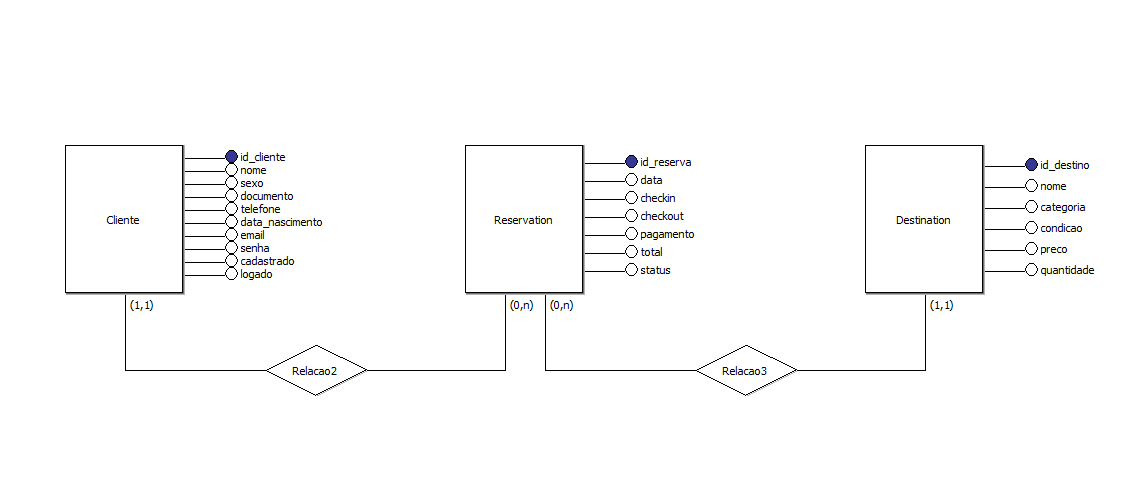 Cliente
id_cliente
nome
sexo
documento
telefone
data_nascimento
email
senha
cadastrado
logado
(1,1)
Relacao2
Reservation
id_reserva
data
checkin
checkout
pagamento
total
status
(0,n)
(0,n)
Relacao3
Destination
id_destino
nome
categoria
condicao
preco
quantidade
(1,1)